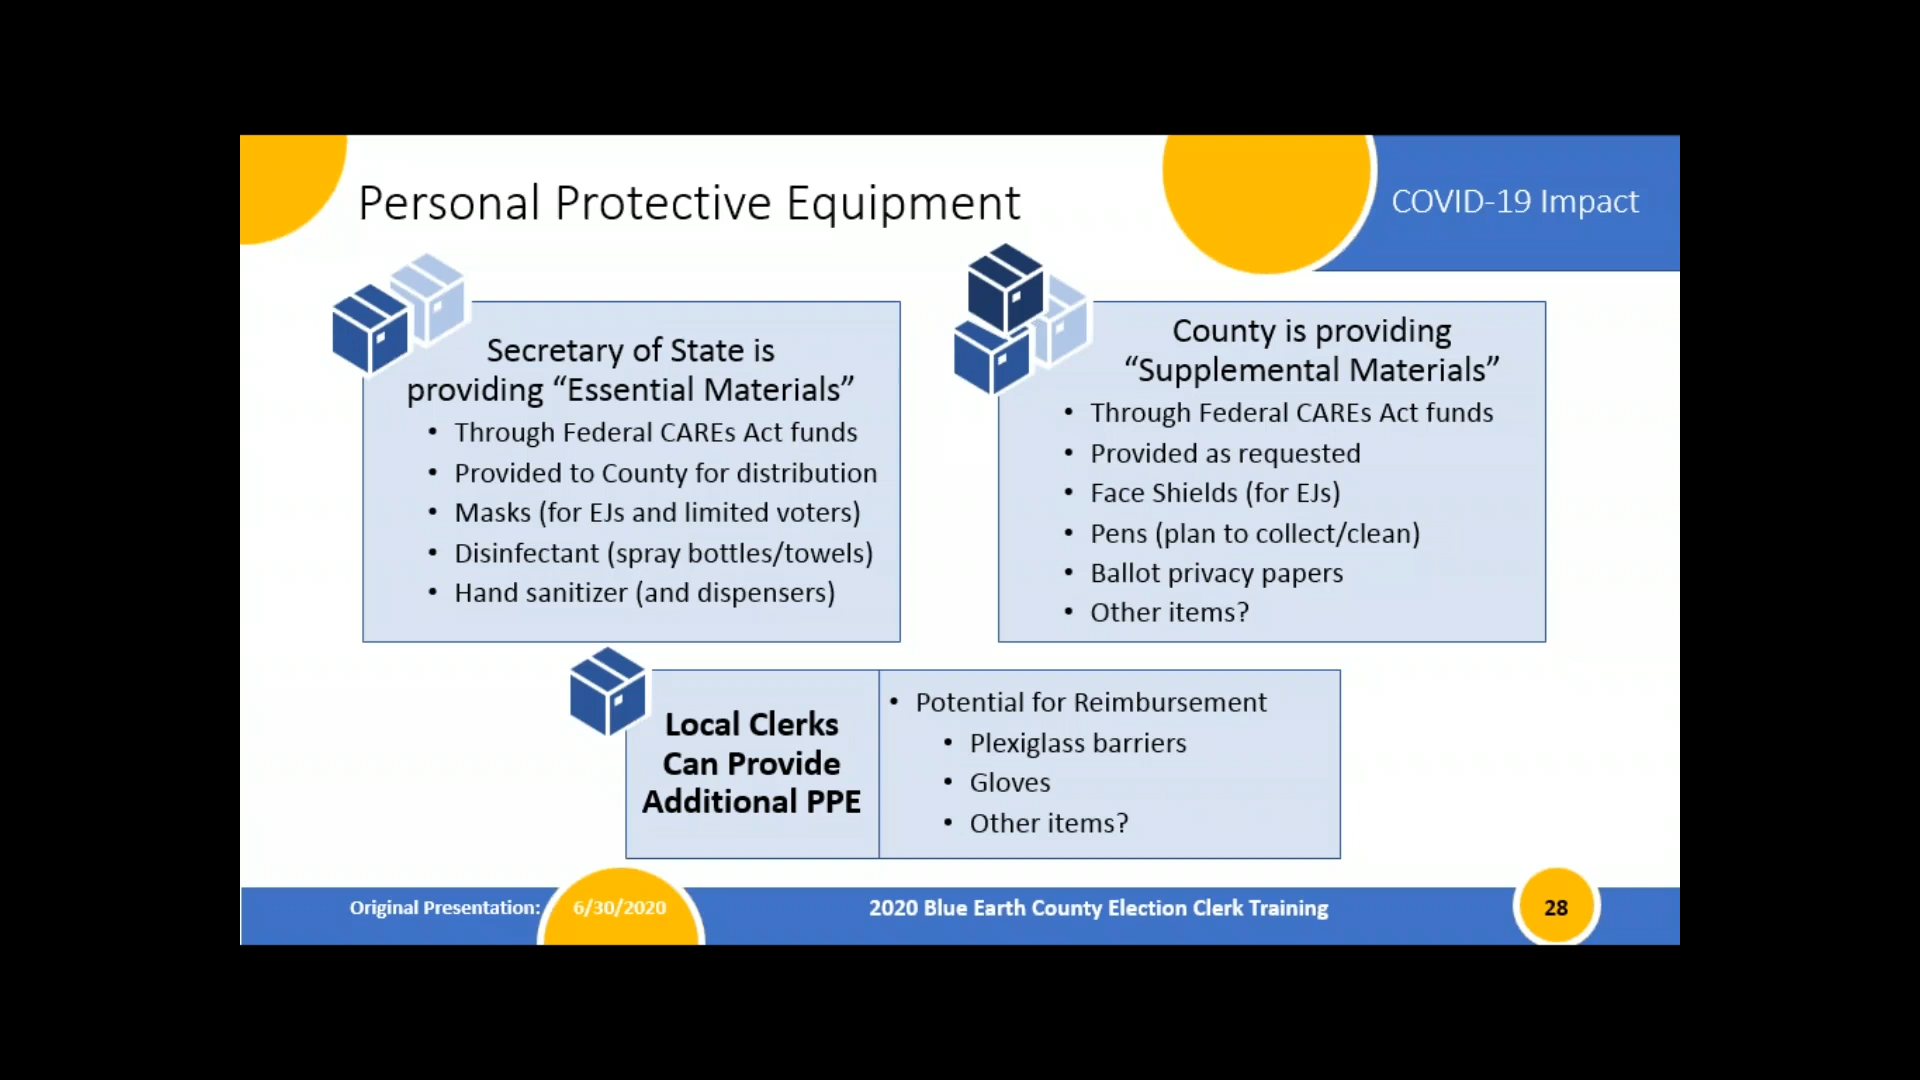 Personal Protective Equipment
COVID-19 Impact
Secretary of State is
providing “Essential Materials”
• Through Federal CAREs Act funds
• Provided to County for distribution
• Masks (for EJs and limited voters)
• Disinfectant (spray bottles/towels)
• Hand sanitizer (and dispensers)
County is providing
“Supplemental Materials”
• Through Federal CAREs Act funds
• Provided as requested
• Face Shields (for EJs)
• Pens (plan to collect/clean)
• Ballot privacy papers
• Other items?
Local Clerks
Can Provide
Additional PPE
• Potential for Reimbursement
• Plexiglass barriers
• Gloves
• Other items?
Original Presentation: 6/30/2020
2020 Blue Earth County Election Clerk Training
28